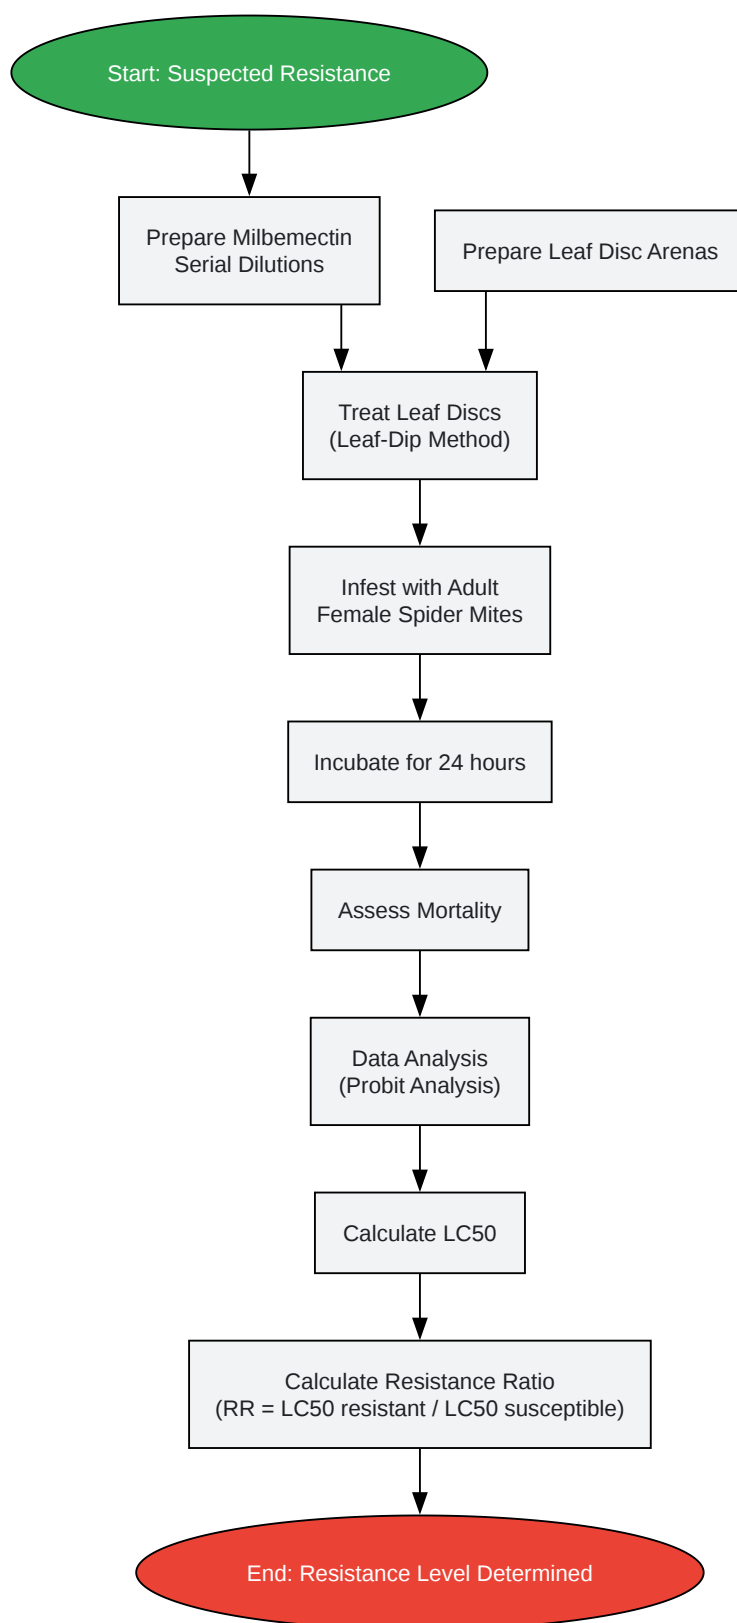 Start: Suspected Resistance
Prepare Milbemectin
Serial Dilutions
Prepare Leaf Disc Arenas
Treat Leaf Discs
(Leaf-Dip Method)
Infest with Adult
Female Spider Mites
Incubate for 24 hours
Assess Mortality
Data Analysis
(Probit Analysis)
Calculate LC50
Calculate Resistance Ratio
(RR = LC50 resistant / LC50 susceptible)
End: Resistance Level Determined